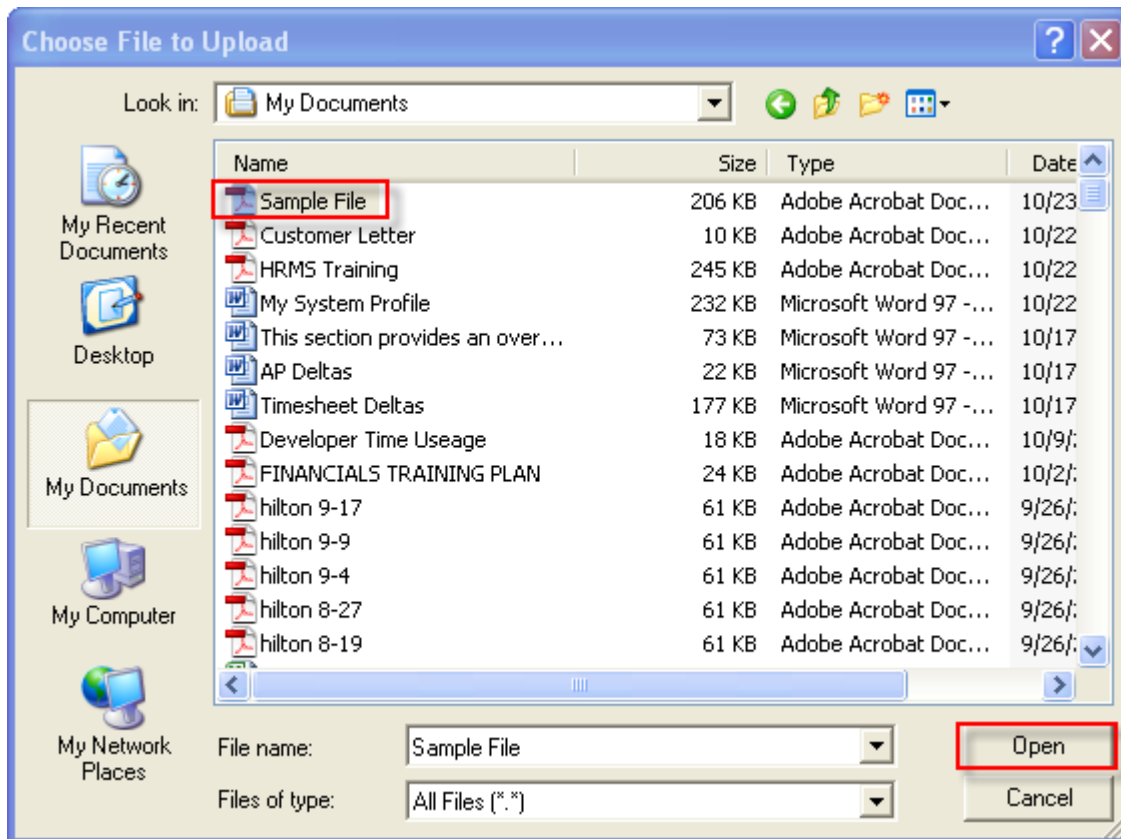 Choose File to Upload
Look in: My Documents
Name Size Type Date
Sample File 206 KB Adobe Acrobat Doc... 10/23
Customer Letter 10 KB Adobe Acrobat Doc... 10/22
HRMS Training 245 KB Adobe Acrobat Doc... 10/22
My System Profile 232 KB Microsoft Word 97 -... 10/22
This section provides an over... 73 KB Microsoft Word 97 -... 10/17
AP Deltas 22 KB Microsoft Word 97 -... 10/17
Timesheet Deltas 177 KB Microsoft Word 97 -... 10/17
Developer Time Useage 18 KB Adobe Acrobat Doc... 10/9/
FINANCIALS TRAINING PLAN 24 KB Adobe Acrobat Doc... 10/2/
hilton 9-17 61 KB Adobe Acrobat Doc... 9/26/
hilton 9-9 61 KB Adobe Acrobat Doc... 9/26/
hilton 9-4 61 KB Adobe Acrobat Doc... 9/26/
hilton 8-27 61 KB Adobe Acrobat Doc... 9/26/
hilton 8-19 61 KB Adobe Acrobat Doc... 9/26/
My Recent
Documents
Desktop
My Documents
My Computer
My Network
Places
File name: Sample File Open
Files of type: All Files (*.*) Cancel